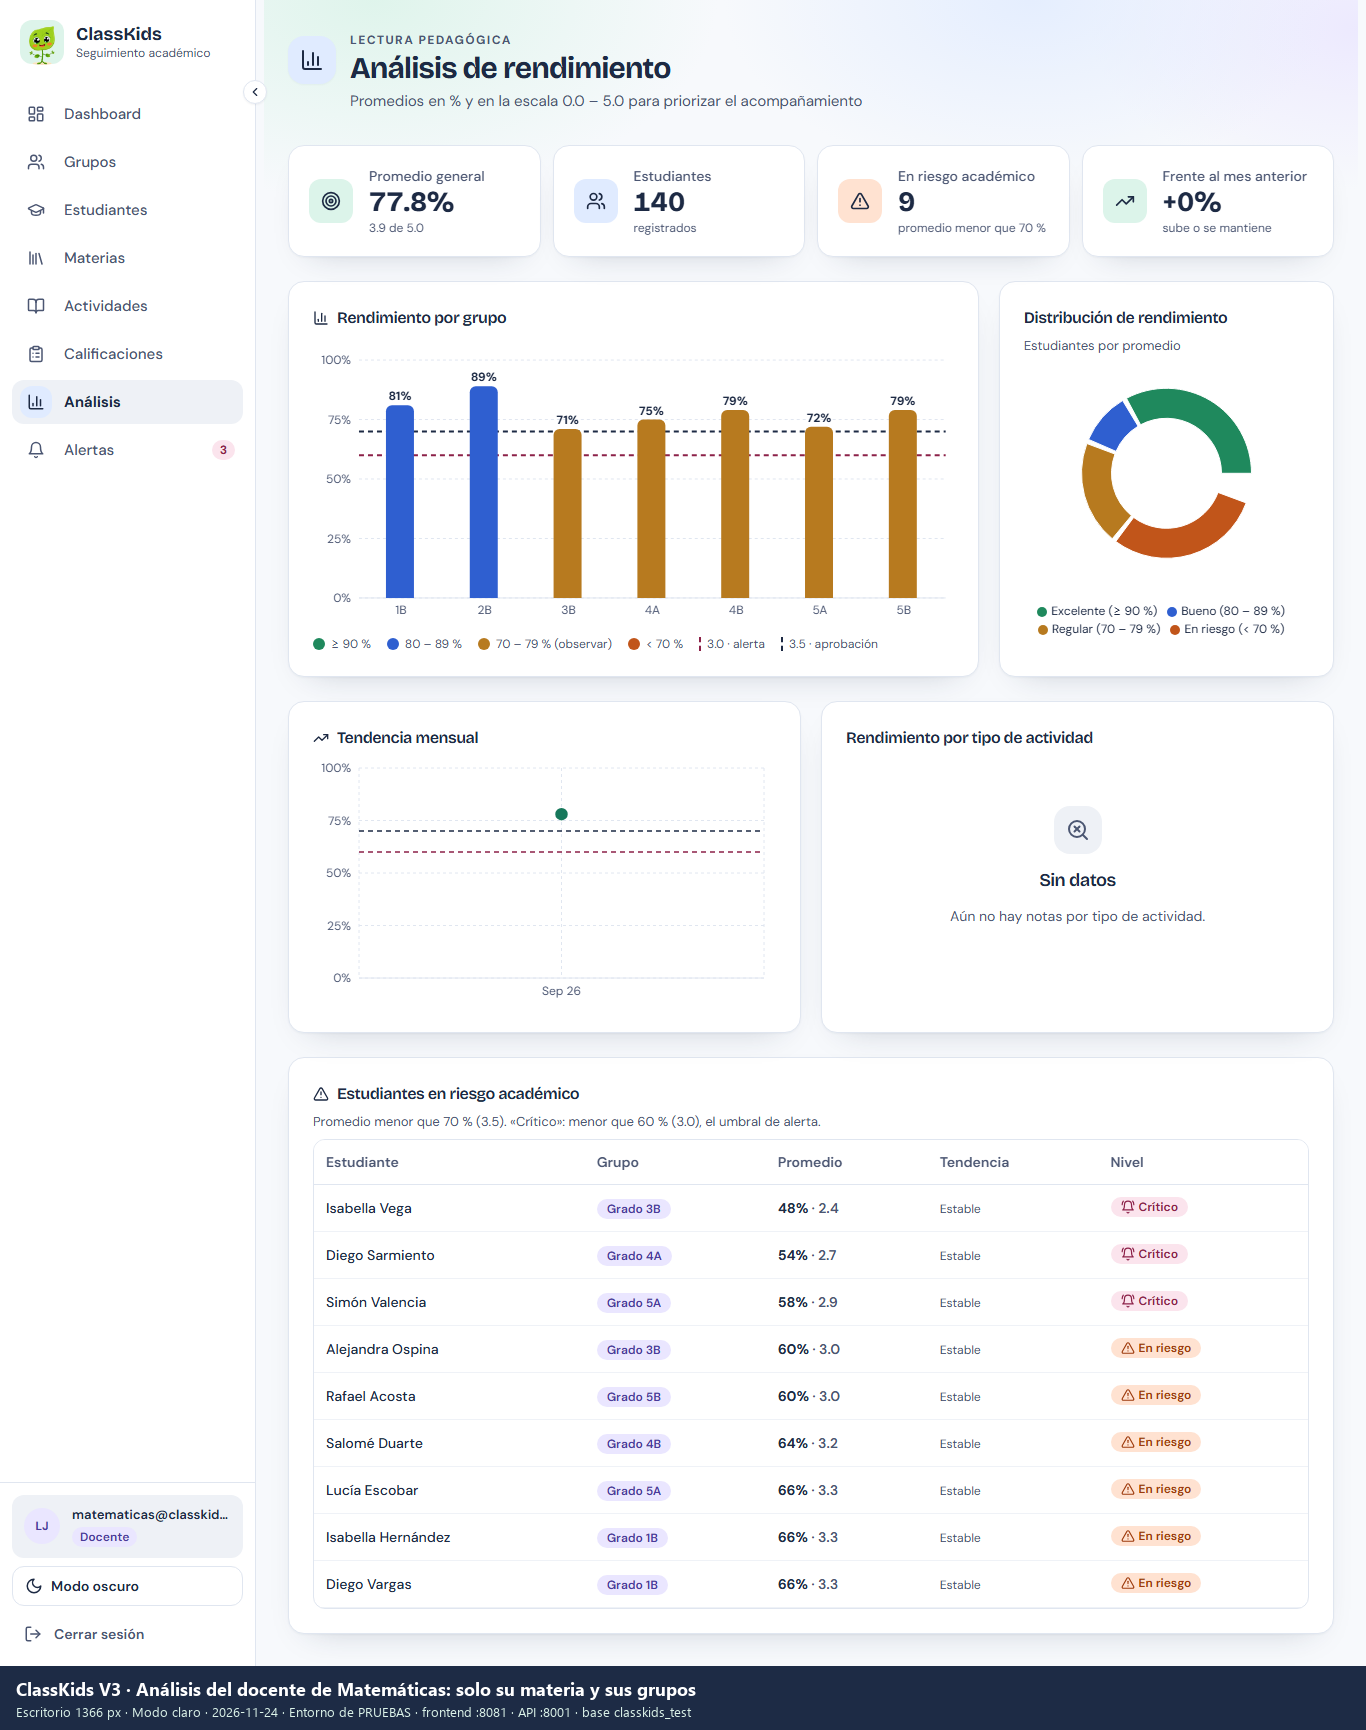 ClassKids
Seguimiento académico
Dashboard
Grupos
Estudiantes
Materias
Actividades
Calificaciones
Análisis
Alertas 3
LJ
matematicas@classkid...
Docente
Modo oscuro
Cerrar sesión
LECTURA PEDAGÓGICA
Análisis de rendimiento
Promedios en % y en la escala 0.0 – 5.0 para priorizar el acompañamiento
Promedio general
77.8%
3.9 de 5.0
Estudiantes
140
registrados
En riesgo académico
9
promedio menor que 70 %
Frente al mes anterior
+0%
sube o se mantiene
Rendimiento por grupo
100%
75%
50%
25%
0%
81%
89%
71%
75%
79%
72%
79%
1B 2B 3B 4A 4B 5A 5B
≥ 90 % 80 – 89 % 70 – 79 % (observar) < 70 % 3.0 · alerta 3.5 · aprobación
Distribución de rendimiento
Estudiantes por promedio
Excelente (≥ 90 %) Bueno (80 – 89 %)
Regular (70 – 79 %) En riesgo (< 70 %)
Tendencia mensual
100%
75%
50%
25%
0%
Sep 26
Rendimiento por tipo de actividad
Sin datos
Aún no hay notas por tipo de actividad.
Estudiantes en riesgo académico
Promedio menor que 70 % (3.5). «Crítico»: menor que 60 % (3.0), el umbral de alerta.
Estudiante Grupo Promedio Tendencia Nivel
Isabella Vega Grado 3B 48% · 2.4 Estable Crítico
Diego Sarmiento Grado 4A 54% · 2.7 Estable Crítico
Simón Valencia Grado 5A 58% · 2.9 Estable Crítico
Alejandra Ospina Grado 3B 60% · 3.0 Estable En riesgo
Rafael Acosta Grado 5B 60% · 3.0 Estable En riesgo
Salomé Duarte Grado 4B 64% · 3.2 Estable En riesgo
Lucía Escobar Grado 5A 66% · 3.3 Estable En riesgo
Isabella Hernández Grado 1B 66% · 3.3 Estable En riesgo
Diego Vargas Grado 1B 66% · 3.3 Estable En riesgo
ClassKids V3 · Análisis del docente de Matemáticas: solo su materia y sus grupos
Escritorio 1366 px · Modo claro · 2026-11-24 · Entorno de PRUEBAS · frontend :8081 · API :8001 · base classkids_test